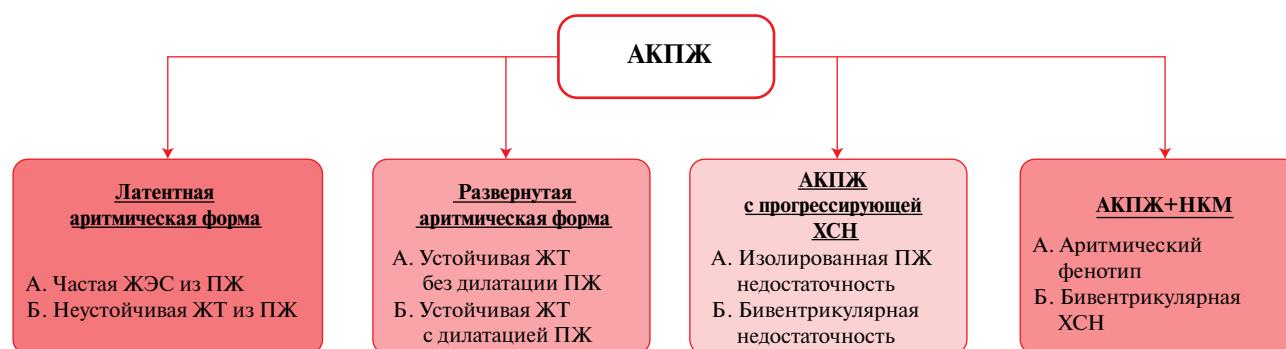 АКПЖ
Латентная
аритмическая форма
А. Частая ЖЭС из ПЖ
Б. Неустойчивая ЖТ из ПЖ
Развернутая
аритмическая форма
А. Устойчивая ЖТ
без дилатации ПЖ
Б. Устойчивая ЖТ
с дилатацией ПЖ
АКПЖ
с прогрессирующей
ХСН
А. Изолированная ПЖ
недостаточность
Б. Бивентрикулярная
недостаточность
АКПЖ+НКМ
А. Аритмический
фенотип
Б. Бивентрикулярная
ХСН